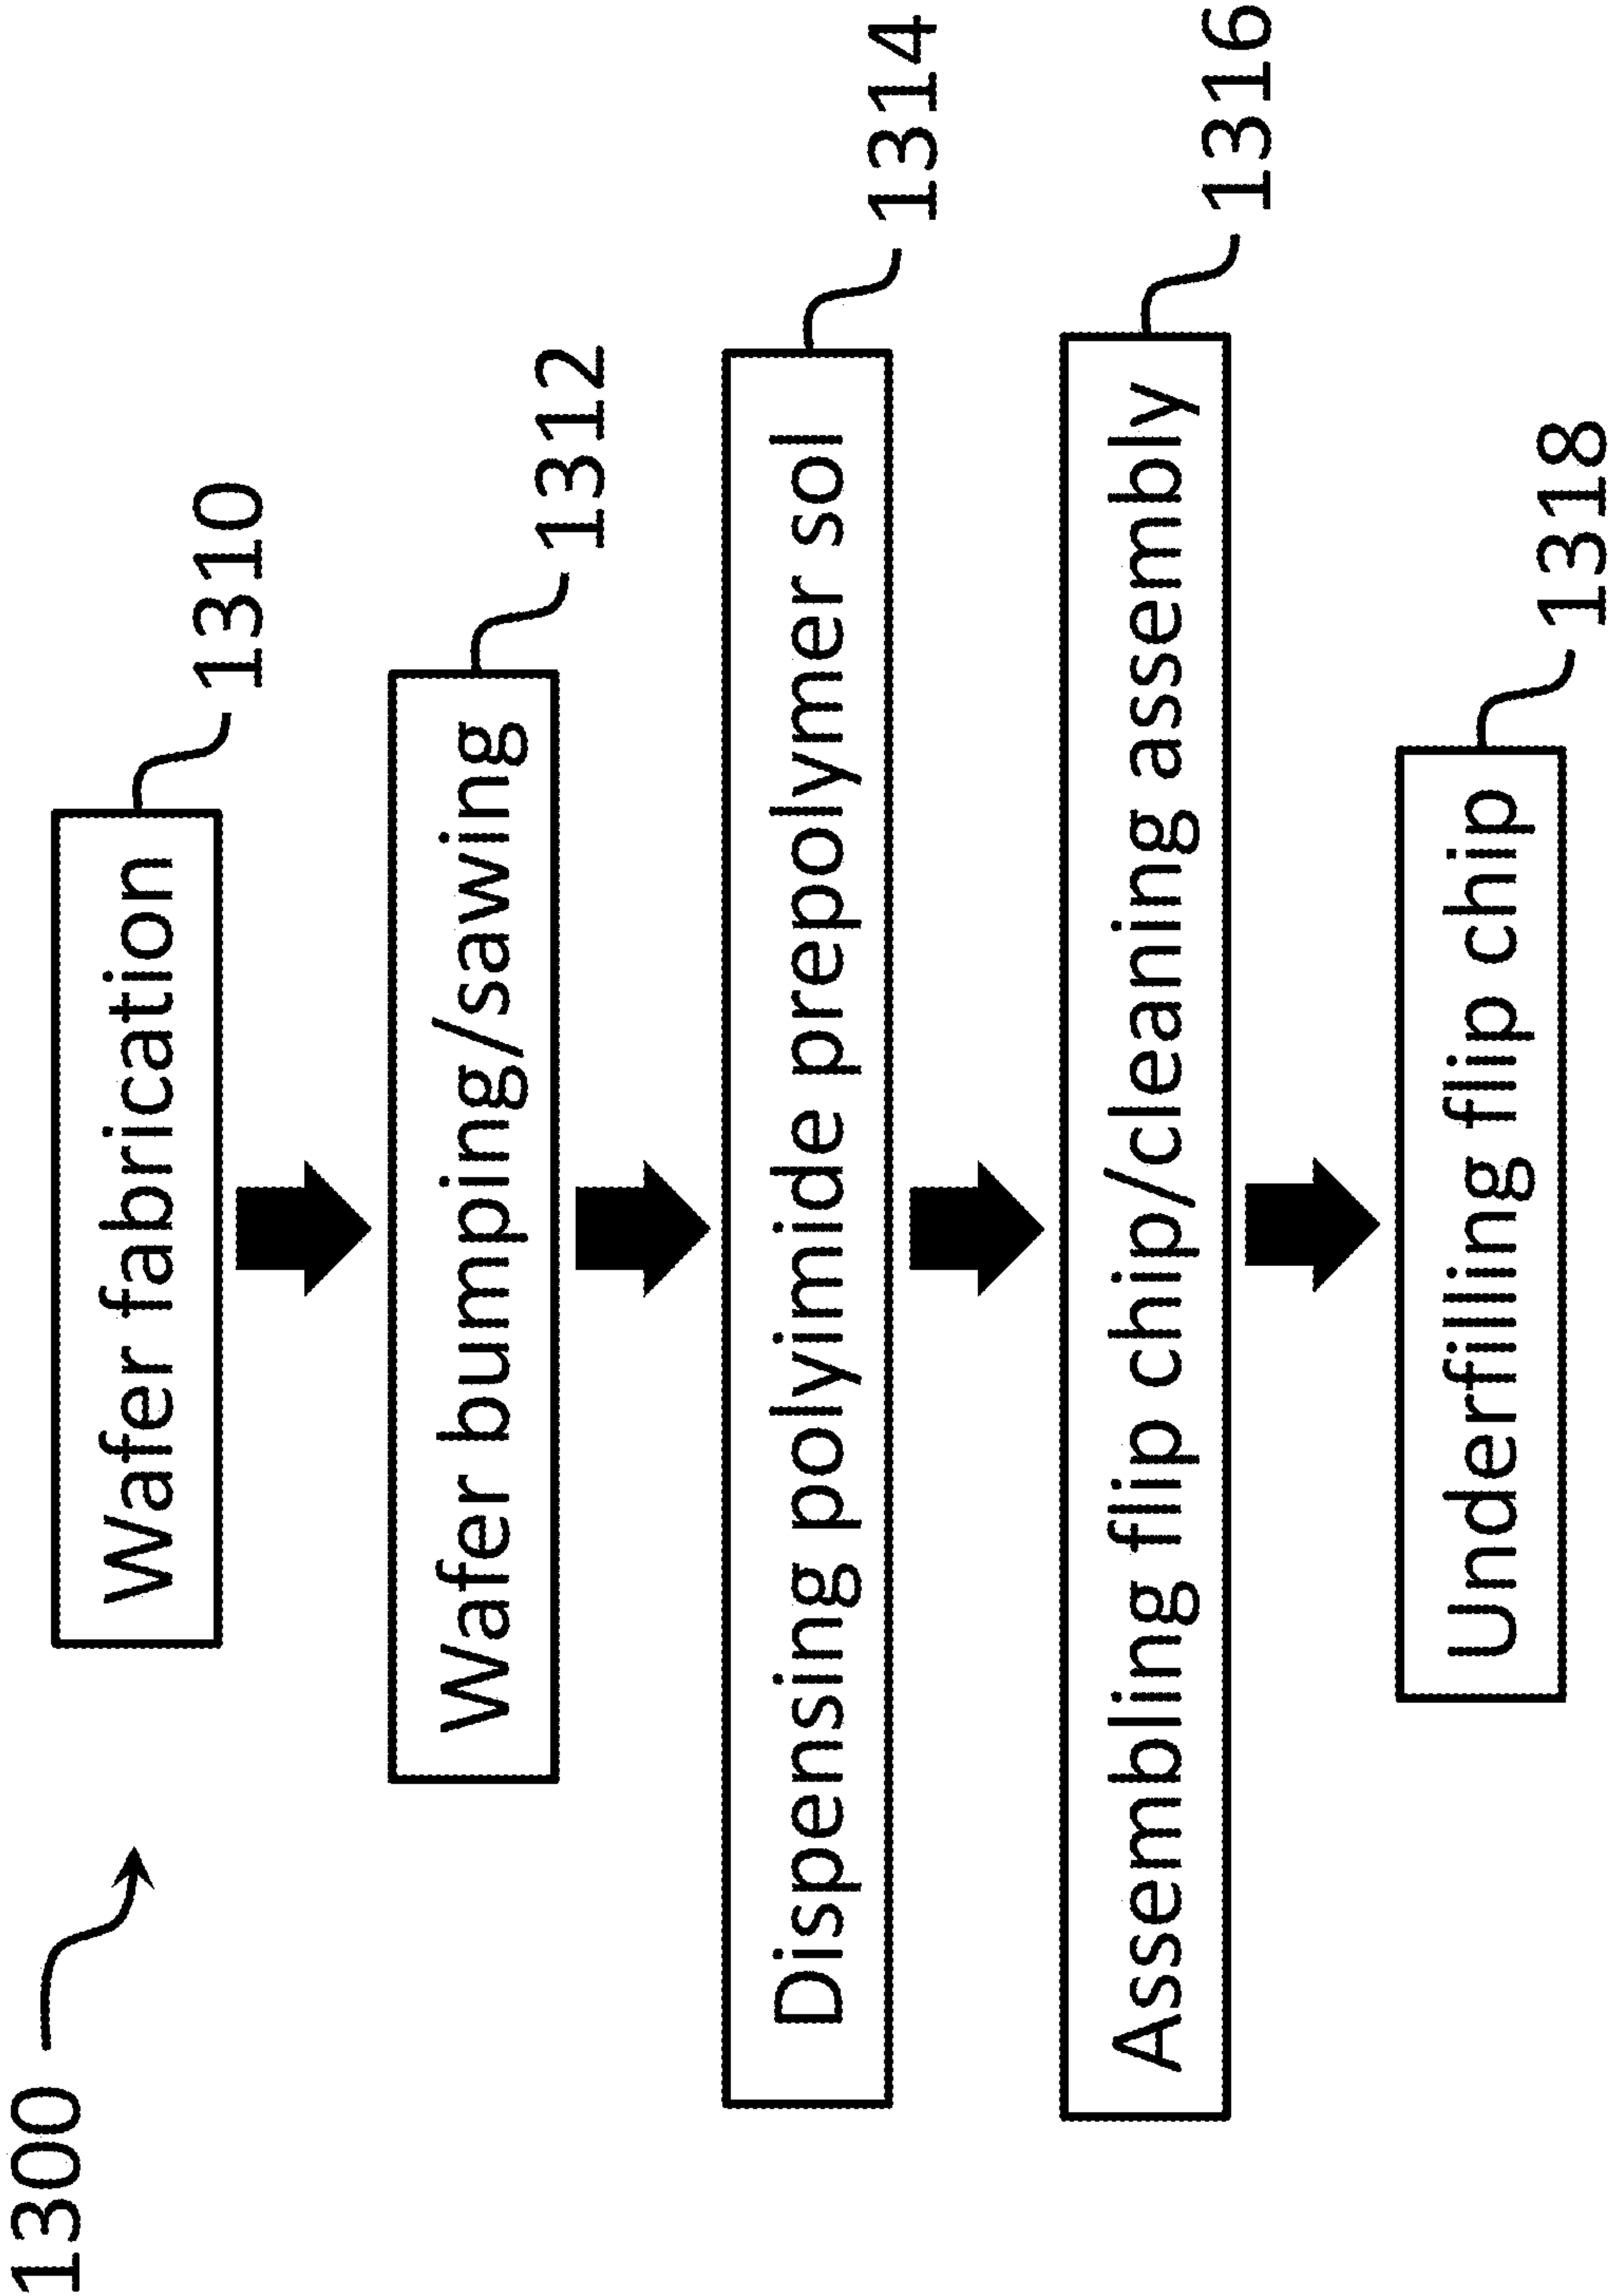 1300
Wafer fabrication
1310
Wafer bumping/sawing
1312
Dispensing polyimide prepolymer sol
1314
Assembling flip chip/cleaning assembly
1316
Underfilling flip chip
1318